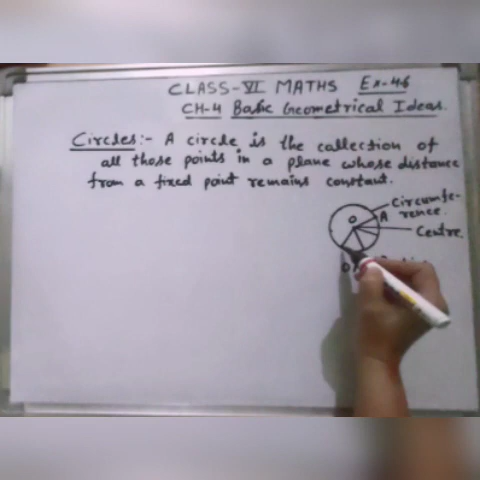 CLASS-VI MATHS Ex-4.6
CH-4 Basic Geometrical Ideas.
Circles:- A circle is the collection of
all those points in a plane whose distance
from a fixed point remains constant.
Circumfe-
rence.
A
O
Centre.